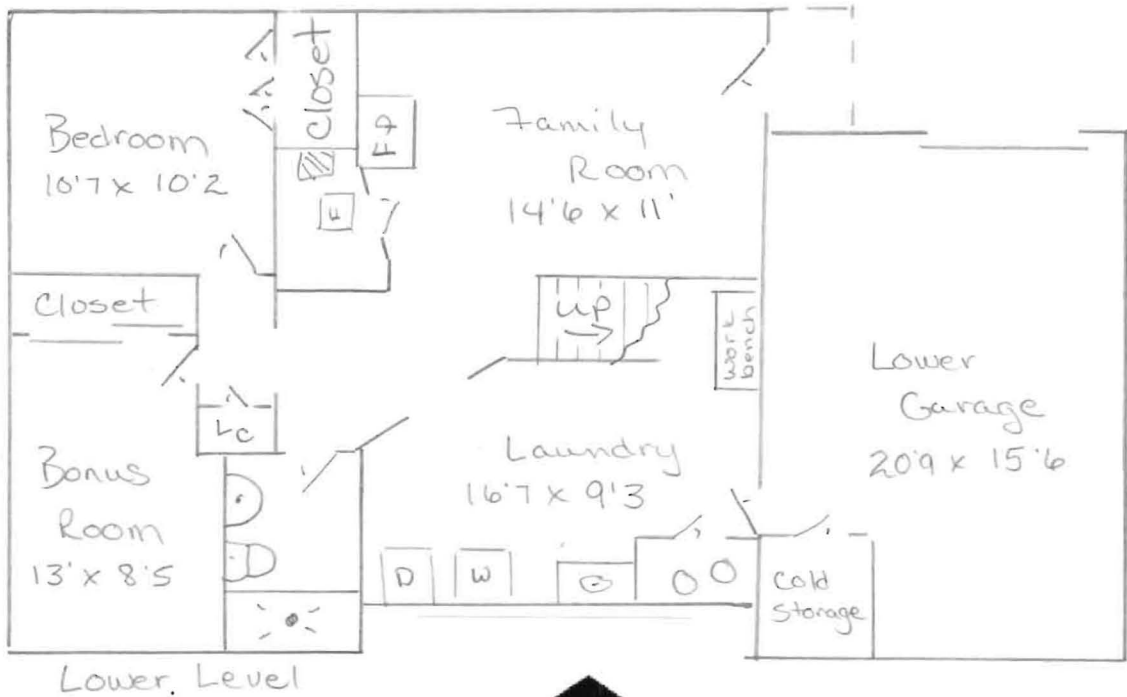 Bedroom
10'7 x 10'2
Closet
FP
Family
Room
14'6 x 11'
Closet
UP
work
bench
Lower
Garage
20'9 x 15'6
LC
Bonus
Room
13' x 8'5
Laundry
16'7 x 9'3
D
W
Cold
Storage
Lower Level